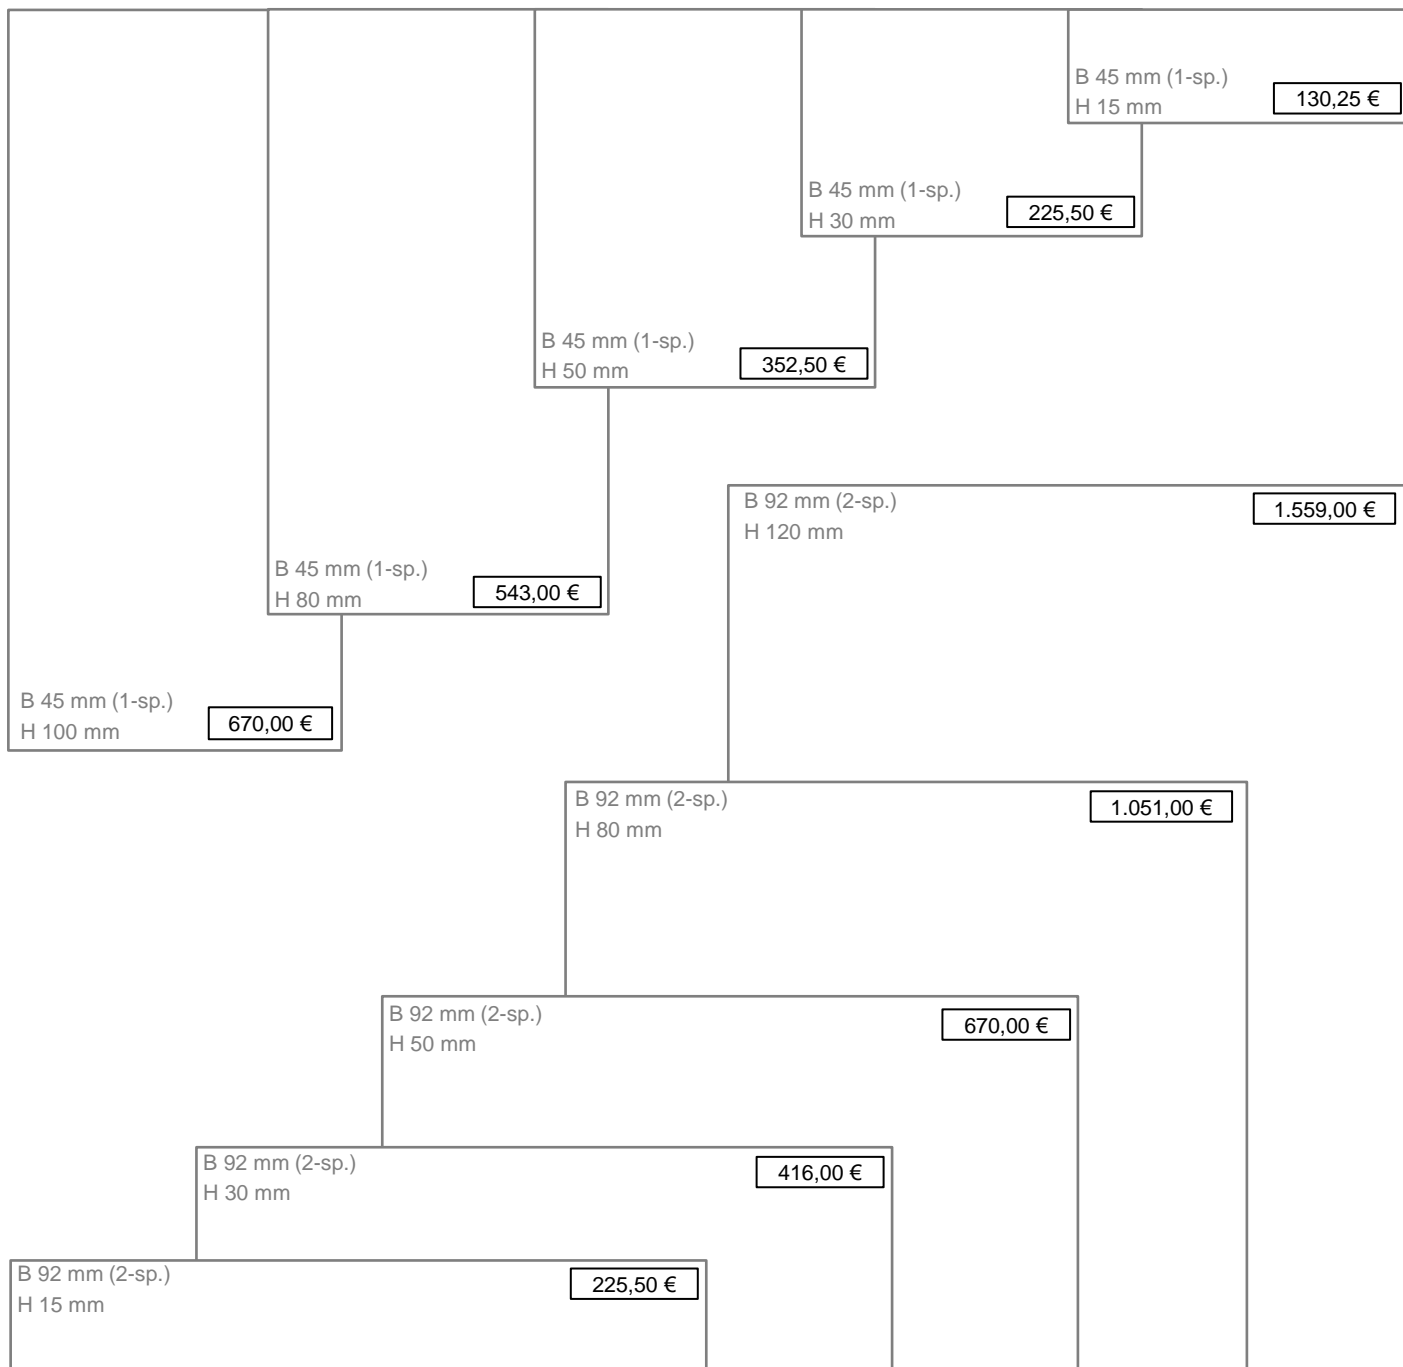 B 45 mm (1-sp.)
H 15 mm
130,25 €
B 45 mm (1-sp.)
H 30 mm
225,50 €
B 45 mm (1-sp.)
H 50 mm
352,50 €
B 92 mm (2-sp.)
H 120 mm
1.559,00 €
B 45 mm (1-sp.)
H 80 mm
543,00 €
B 45 mm (1-sp.)
H 100 mm
670,00 €
B 92 mm (2-sp.)
H 80 mm
1.051,00 €
B 92 mm (2-sp.)
H 50 mm
670,00 €
B 92 mm (2-sp.)
H 30 mm
416,00 €
B 92 mm (2-sp.)
H 15 mm
225,50 €